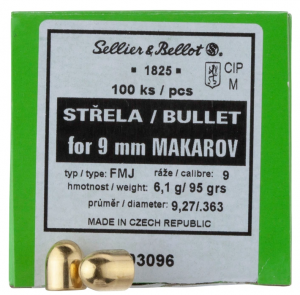 Sellier & Bellot
• 1825 •
CIP
M
100 ks / pcs
STŘELA / BULLET
for 9 mm MAKAROV
typ / type: FMJ ráže / calibre: 9
hmotnost / weight: 6,1 g/ 95 grs
průměr / diameter: 9,27/.363
MADE IN CZECH REPUBLIC
03096